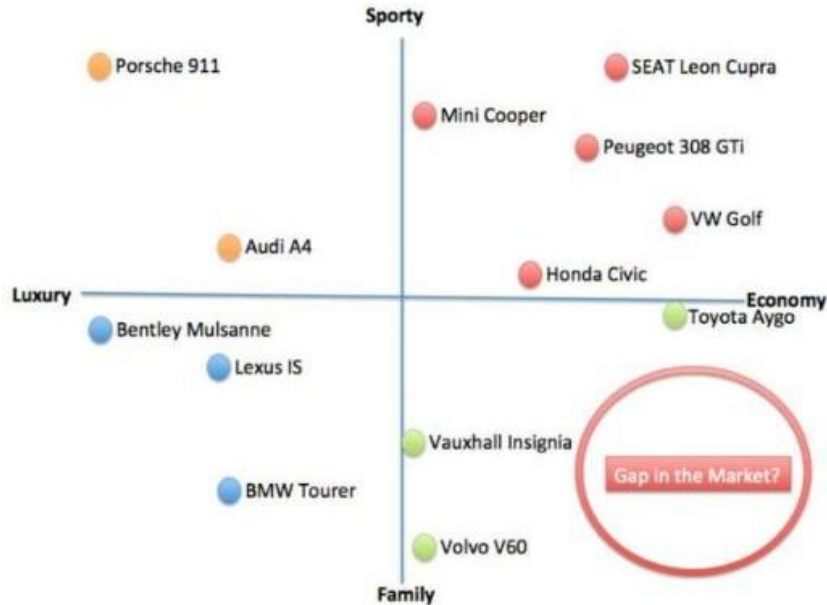 Sporty
Porsche 911
SEAT Leon Cupra
Mini Cooper
Peugeot 308 GTi
VW Golf
Audi A4
Honda Civic
Luxury
Economy
Toyota Aygo
Bentley Mulsanne
Lexus IS
Vauxhall Insignia
Gap in the Market?
BMW Tourer
Volvo V60
Family